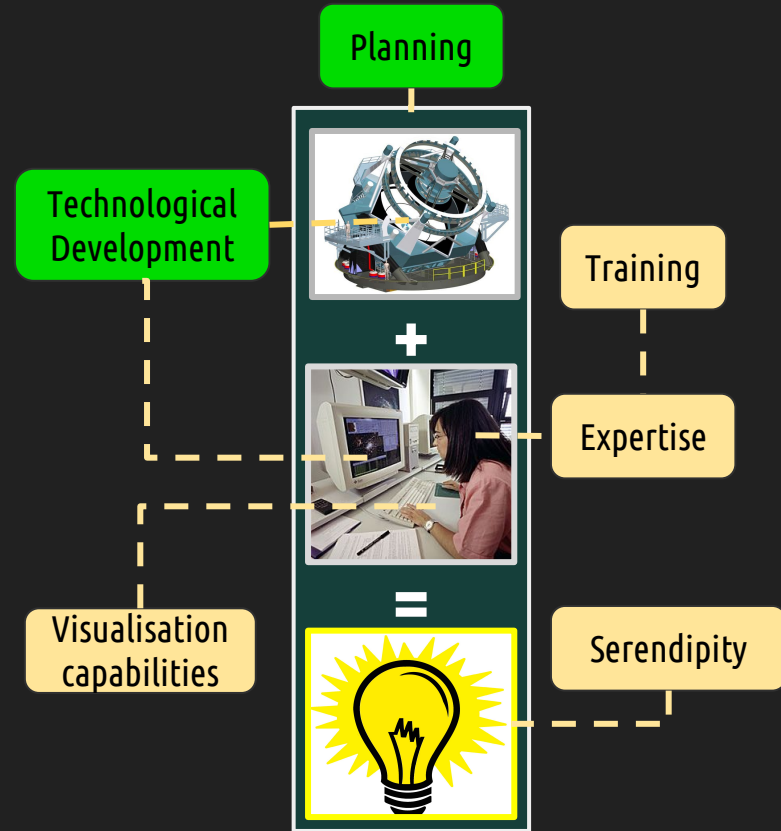 Planning
Technological
Development
Training
+
Expertise
=
Visualisation
capabilities
Serendipity